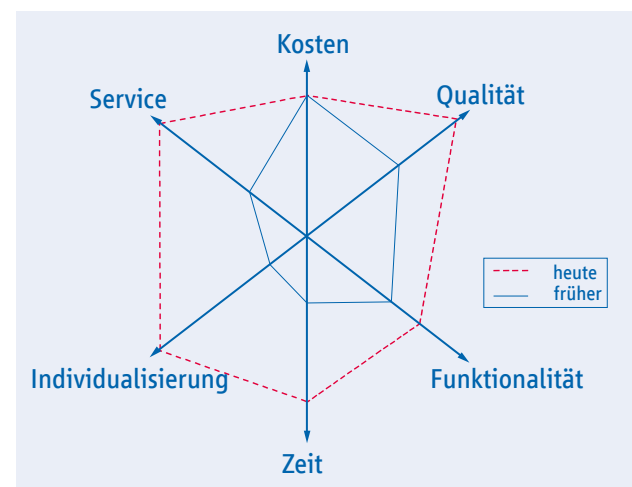 Kosten
Service
Qualität
heute
früher
Individualisierung
Funktionalität
Zeit